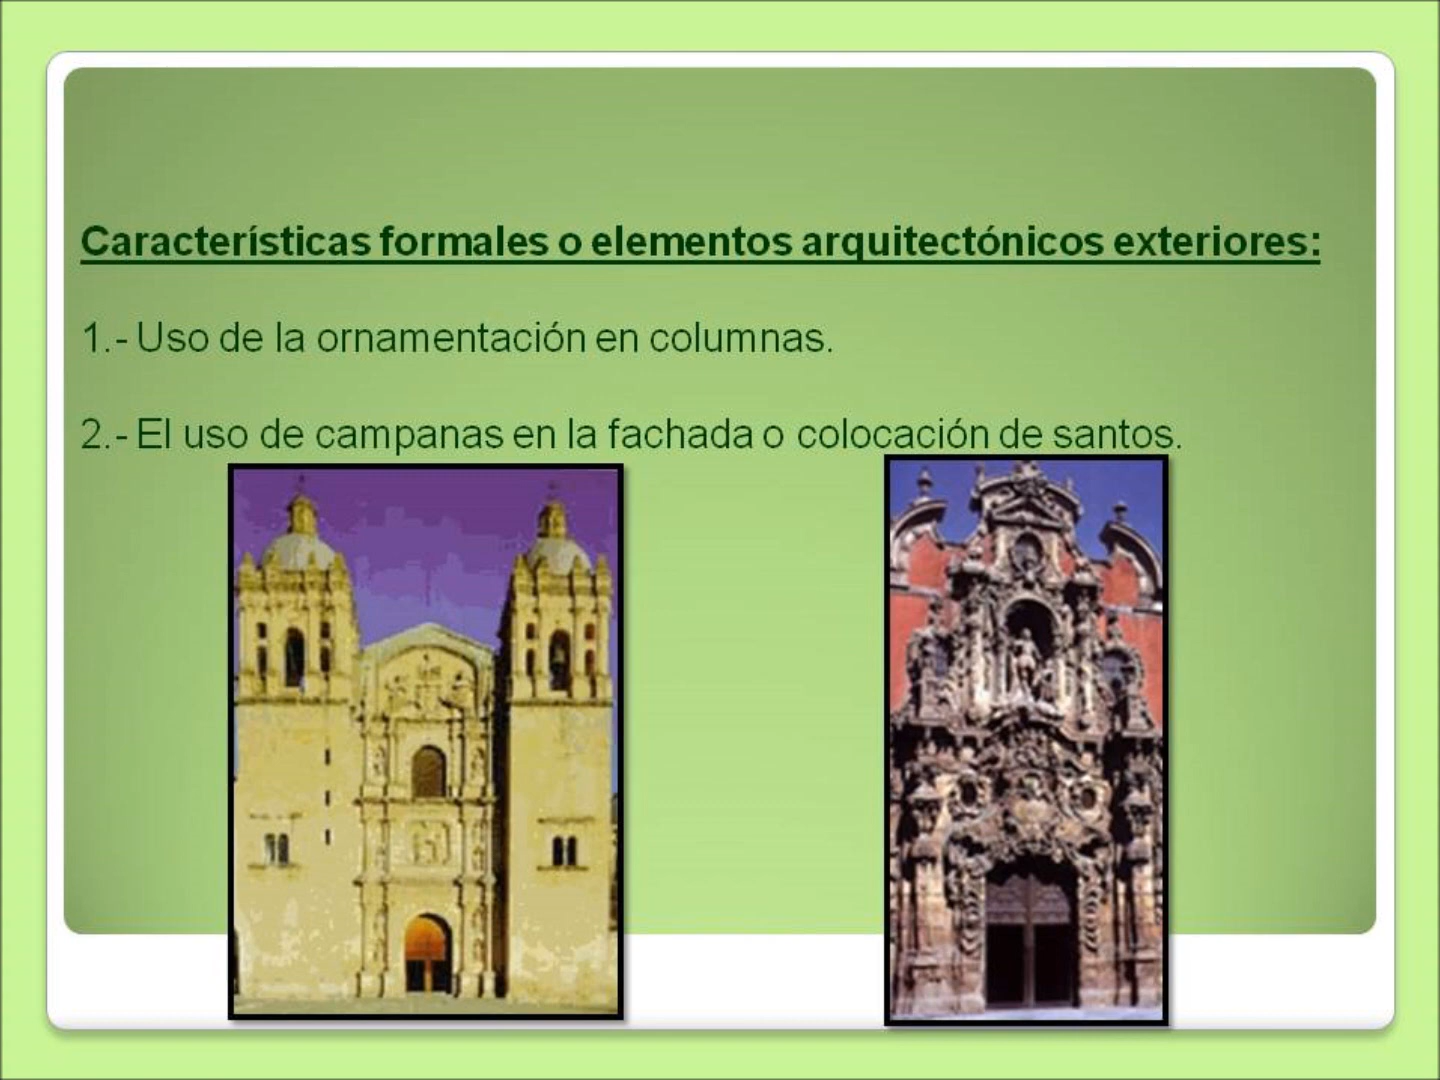 Características formales o elementos arquitectónicos exteriores:
1.- Uso de la ornamentación en columnas.
2.- El uso de campanas en la fachada o colocación de santos.